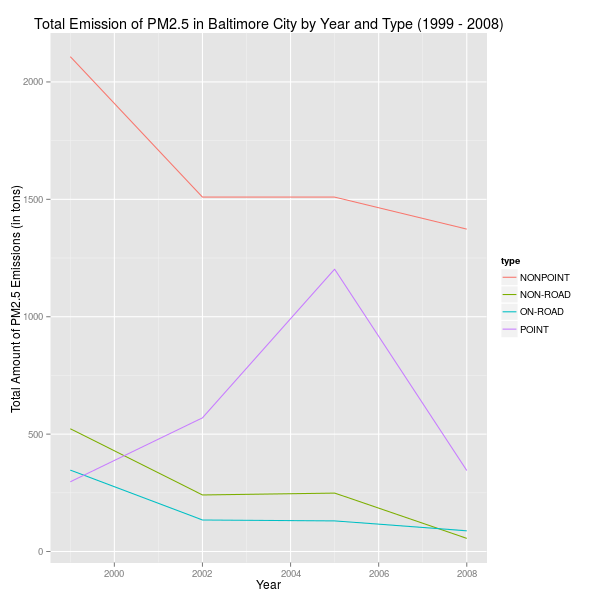 Total Emission of PM2.5 in Baltimore City by Year and Type (1999 - 2008)
Total Amount of PM2.5 Emissions (in tons)
2000
1500
1000
500
0
2000
2002
2004
2006
2008
Year
type
NONPOINT
NON-ROAD
ON-ROAD
POINT